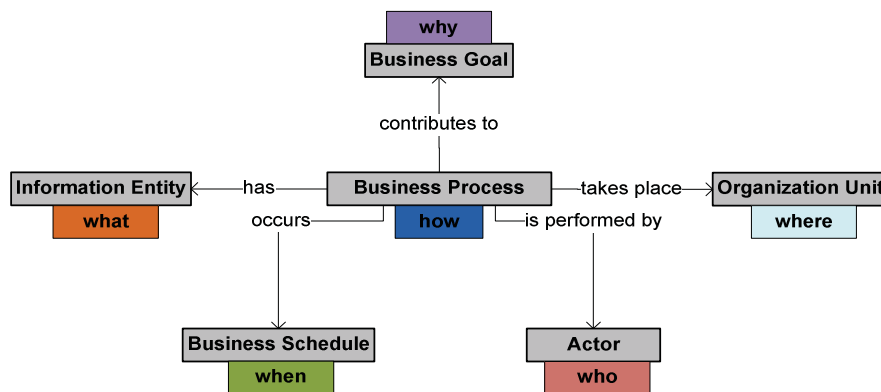 why
Business Goal
contributes to
Information Entity
has
Business Process
takes place
Organization Unit
what
occurs
how
is performed by
where
Business Schedule
Actor
when
who